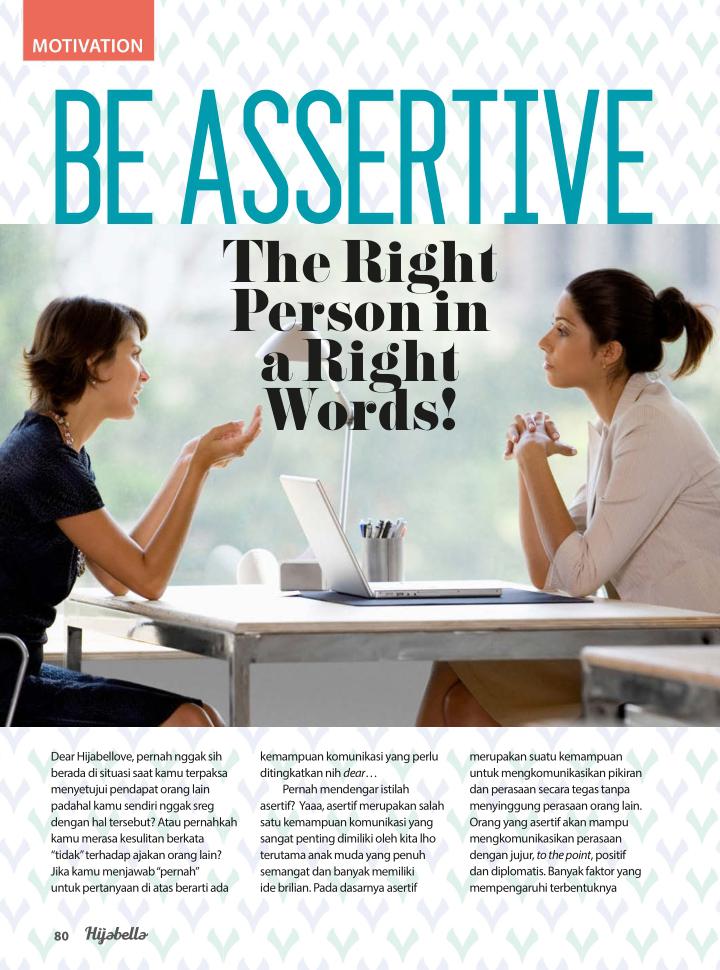 MOTIVATION
BE ASSERTIVE
The Right
Person in
a Right
Words!
Dear Hijabellove, pernah nggak sih
berada di situasi saat kamu terpaksa
menyetujui pendapat orang lain
padahal kamu sendiri nggak sreg
dengan hal tersebut? Atau pernahkah
kamu merasa kesulitan berkata
“tidak” terhadap ajakan orang lain?
Jika kamu menjawab “pernah”
untuk pertanyaan di atas berarti ada
kemampuan komunikasi yang perlu
ditingkatkan nih dear…
Pernah mendengar istilah
asertif? Yaaa, asertif merupakan salah
satu kemampuan komunikasi yang
sangat penting dimiliki oleh kita lho
terutama anak muda yang penuh
semangat dan banyak memiliki
ide brilian. Pada dasarnya asertif
merupakan suatu kemampuan
untuk mengkomunikasikan pikiran
dan perasaan secara tegas tanpa
menyinggung perasaan orang lain.
Orang yang asertif akan mampu
mengkomunikasikan perasaan
dengan jujur, to the point, positif
dan diplomatis. Banyak faktor yang
mempengaruhi terbentuknya
80 Hijabella